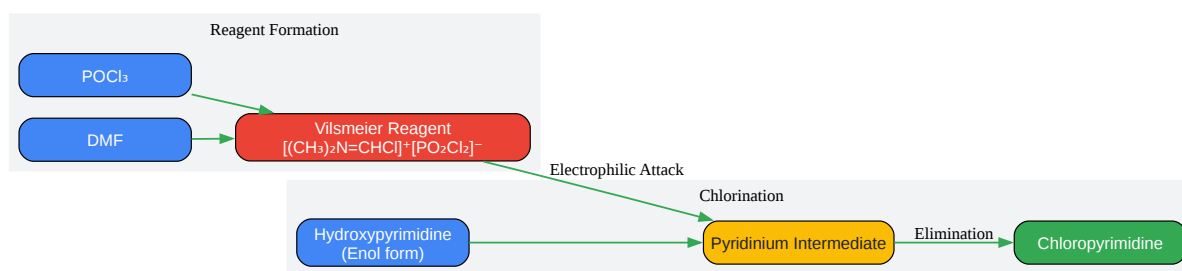 Reagent Formation
POCl₃
DMF
Vilsmeier Reagent
[(CH₃)₂N=CHCl]⁺[PO₂Cl₂]⁻
Electrophilic Attack
Chlorination
Hydroxypyrimidine
(Enol form)
Pyridinium Intermediate
Elimination
Chloropyrimidine